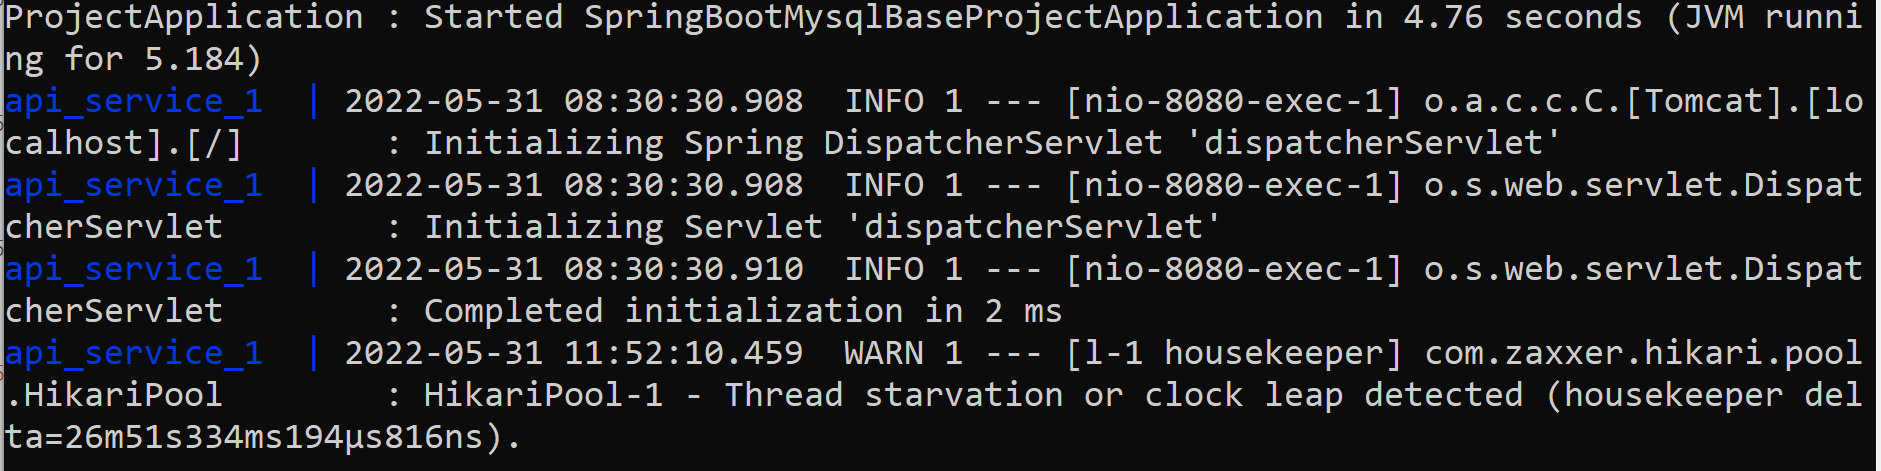 ProjectApplication : Started SpringBootMysqlBaseProjectApplication in 4.76 seconds (JVM runni
ng for 5.184)
api_service_1  | 2022-05-31 08:30:30.908  INFO 1 --- [nio-8080-exec-1] o.a.c.c.C.[Tomcat].[lo
calhost].[/]       : Initializing Spring DispatcherServlet 'dispatcherServlet'
api_service_1  | 2022-05-31 08:30:30.908  INFO 1 --- [nio-8080-exec-1] o.s.web.servlet.Dispat
cherServlet        : Initializing Servlet 'dispatcherServlet'
api_service_1  | 2022-05-31 08:30:30.910  INFO 1 --- [nio-8080-exec-1] o.s.web.servlet.Dispat
cherServlet        : Completed initialization in 2 ms
api_service_1  | 2022-05-31 11:52:10.459  WARN 1 --- [l-1 housekeeper] com.zaxxer.hikari.pool
.HikariPool        : HikariPool-1 - Thread starvation or clock leap detected (housekeeper del
ta=26m51s334ms194µs816ns).